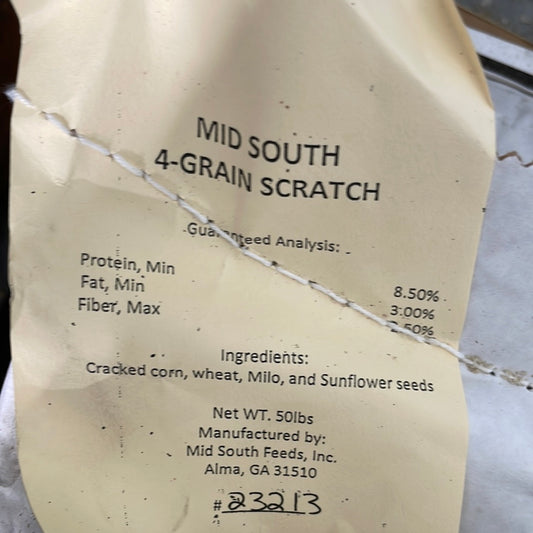 MID SOUTH
4-GRAIN SCRATCH
Guaranteed Analysis:
Protein, Min 8.50%
Fat, Min 3.00%
Fiber, Max
Ingredients:
Cracked corn, wheat, Milo, and Sunflower seeds
Net WT. 50lbs
Manufactured by:
Mid South Feeds, Inc.
Alma, GA 31510
# 23213